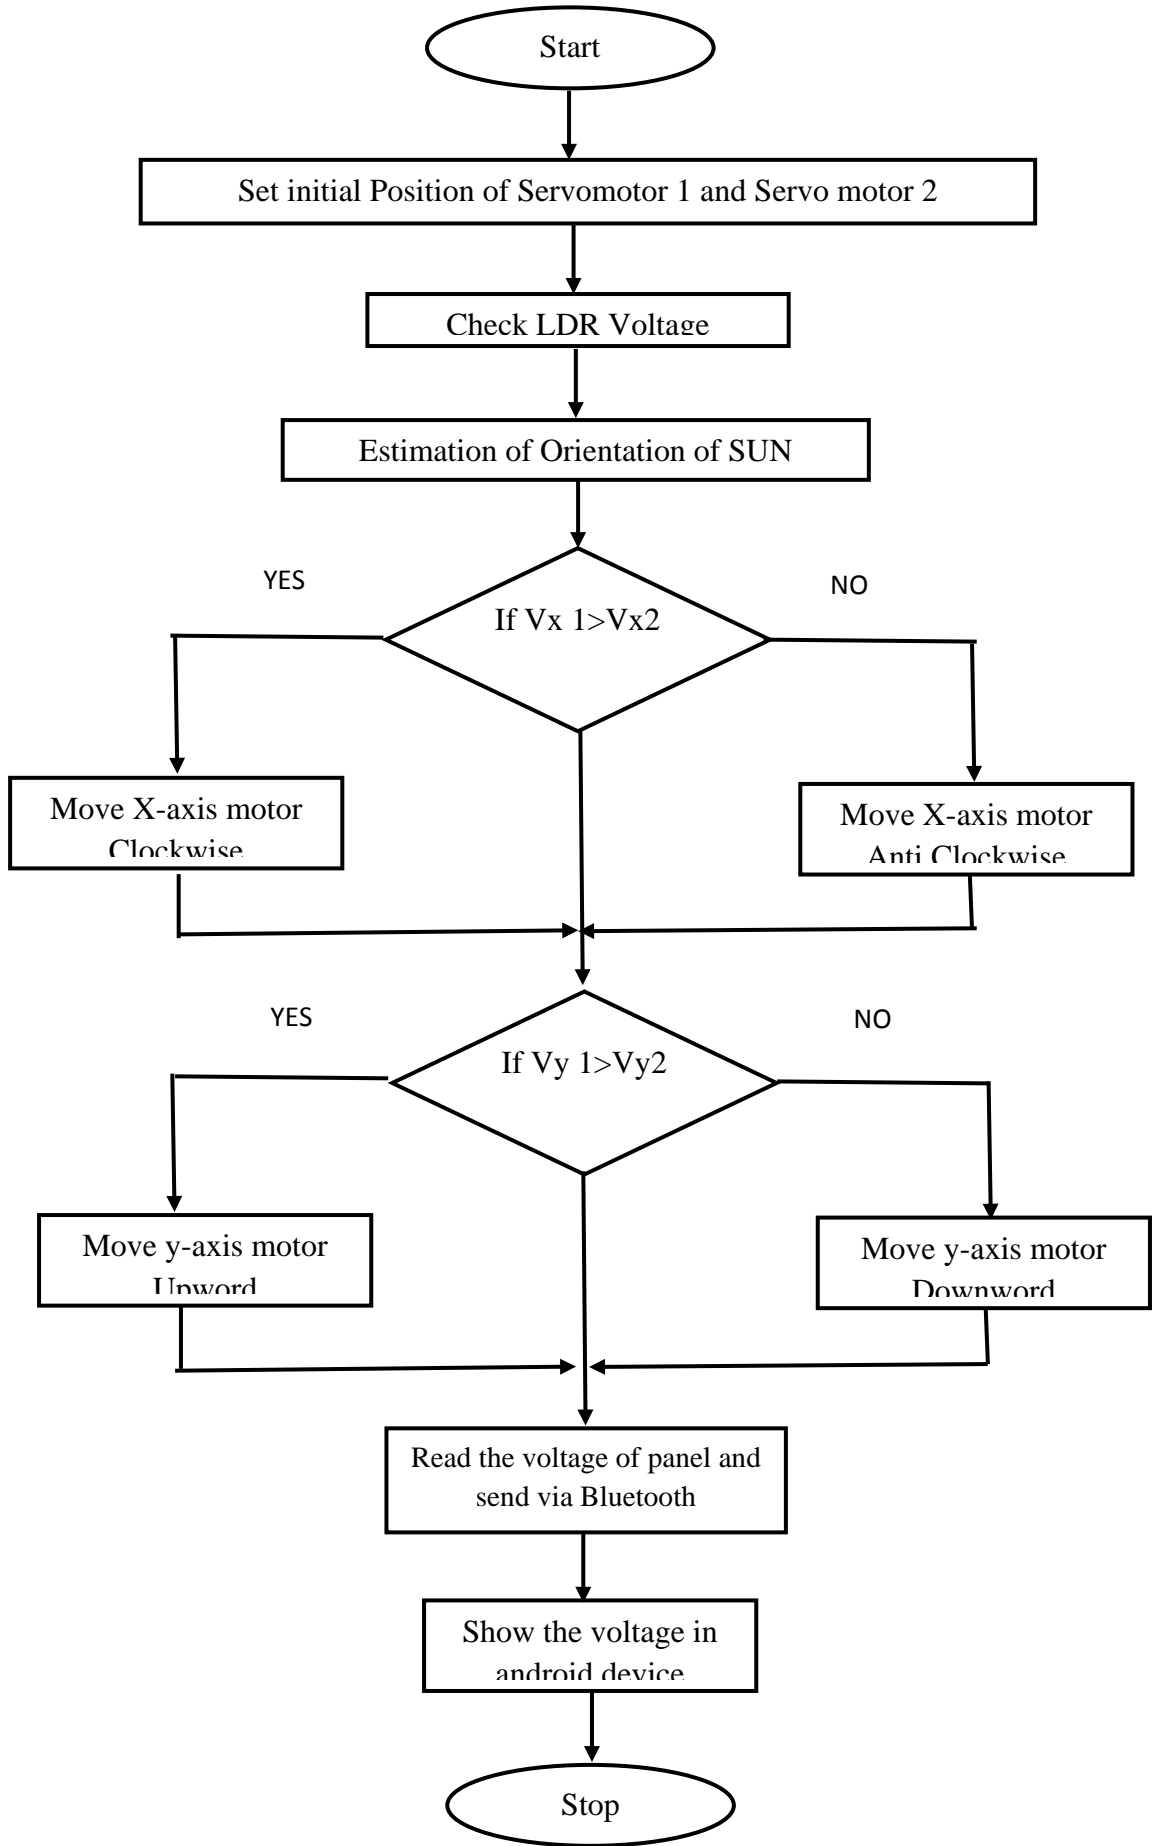 Start
Set initial Position of Servomotor 1 and Servo motor 2
Check LDR Voltage
Estimation of Orientation of SUN
YES
NO
If Vx 1>Vx2
Move X-axis motor
Clockwise
Move X-axis motor
Anti Clockwise
YES
NO
If Vy 1>Vy2
Move y-axis motor
Upword
Move y-axis motor
Downword
Read the voltage of panel and
send via Bluetooth
Show the voltage in
android device
Stop